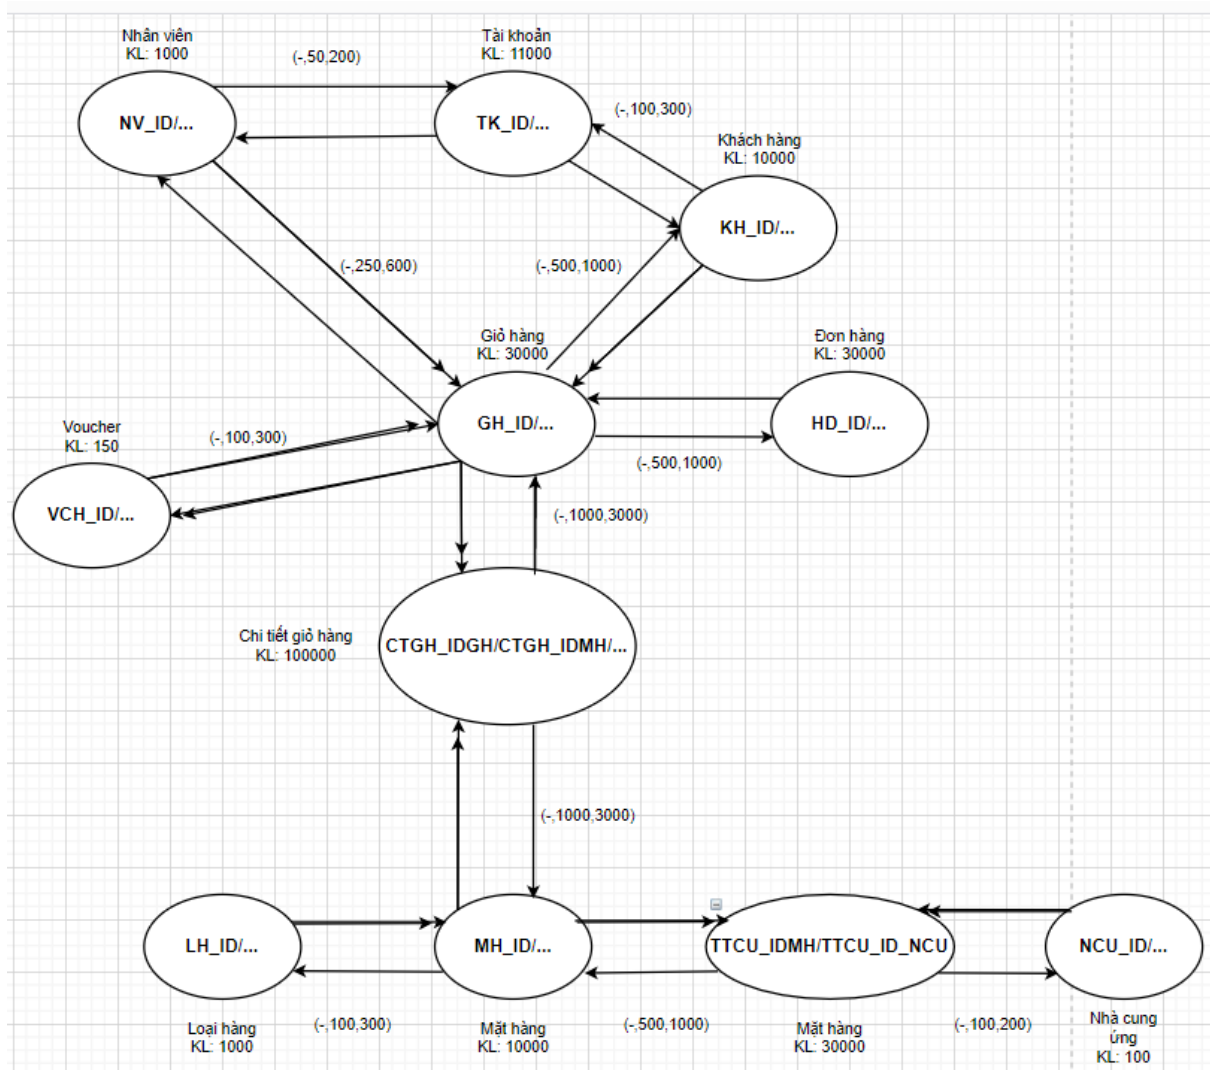 Nhân viên
KL: 1000
Tài khoản
KL: 11000
(-,50,200)
NV_ID/...
TK_ID/...
(-,100,300)
Khách hàng
KL: 10000
KH_ID/...
(-,250,600)
(-,500,1000)
Giỏ hàng
KL: 30000
Đơn hàng
KL: 30000
GH_ID/...
HD_ID/...
Voucher
KL: 150
(-,100,300)
(-,500,1000)
VCH_ID/...
(-,1000,3000)
Chi tiết giỏ hàng
KL: 100000
CTGH_IDGH/CTGH_IDMH/...
(-,1000,3000)
LH_ID/...
MH_ID/...
TTCU_IDMH/TTCU_ID_NCU
NCU_ID/...
Loại hàng
KL: 1000
(-,100,300)
Mặt hàng
KL: 10000
(-,500,1000)
Mặt hàng
KL: 30000
(-,100,200)
Nhà cung
ứng
KL: 100